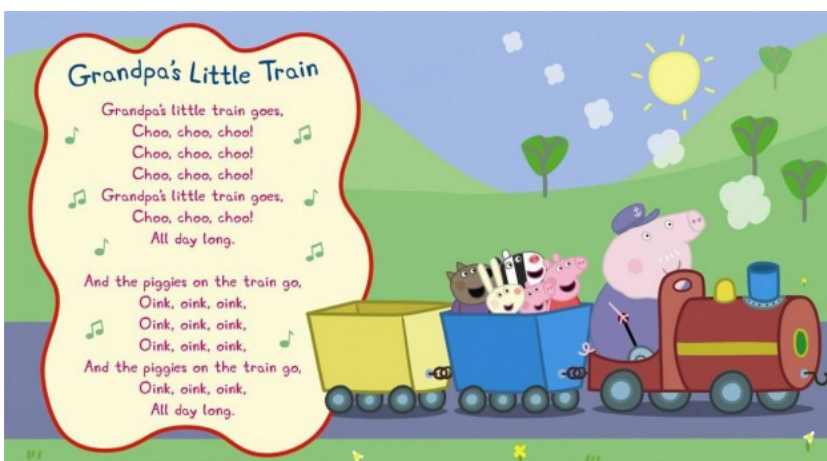 Grandpa's Little Train
Grandpa's little train goes,
Choo, choo, choo!
Choo, choo, choo!
Choo, choo, choo!
Grandpa's little train goes,
Choo, choo, choo!
All day long.
And the piggies on the train go,
Oink, oink, oink,
Oink, oink, oink,
Oink, oink, oink,
And the piggies on the train go,
Oink, oink, oink,
All day long.